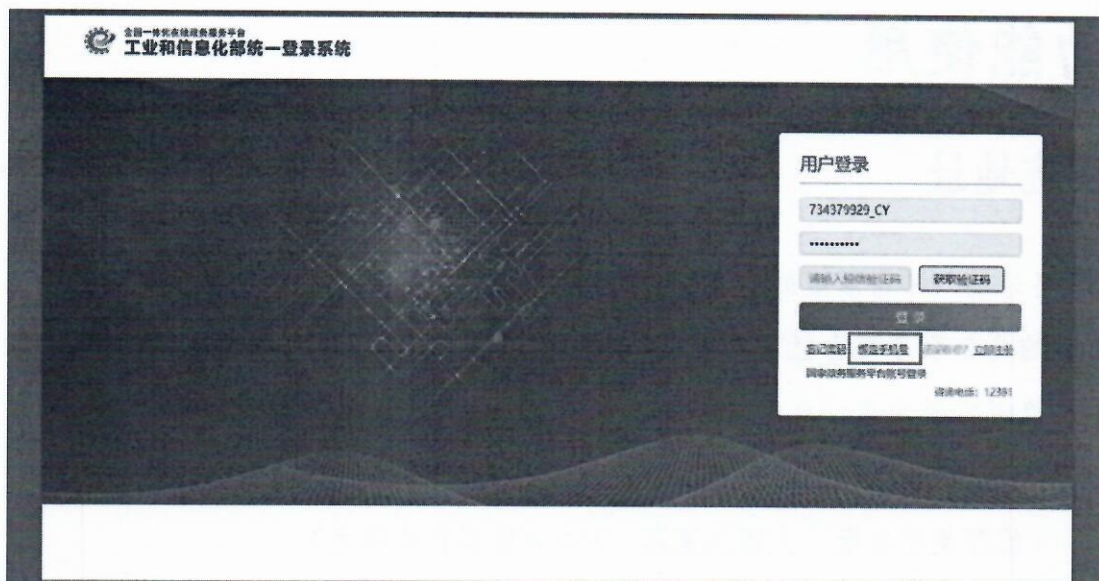 全国一体化在线政务服务平台
工业和信息化部统一登录系统
用户登录
734379929_CY
••••••••••
请输入短信验证码 获取验证码
登 录
忘记密码 绑定手机号 还没账号? 立即注册
国家政务服务平台账号登录
咨询电话：12381